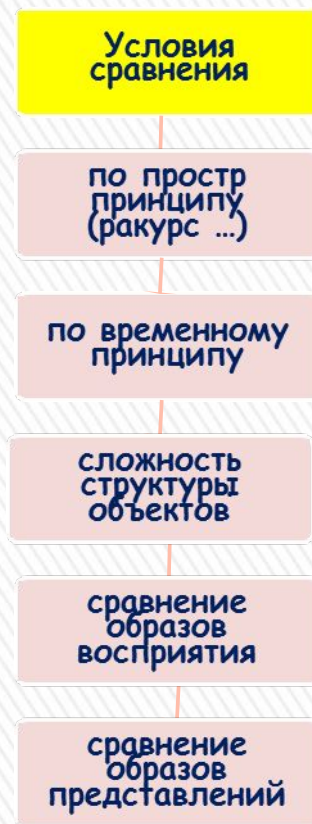 Условия
сравнения
по простр
принципу
(ракурс ...)
по временному
принципу
сложность
структуры
объектов
сравнение
образов
восприятия
сравнение
образов
представлений